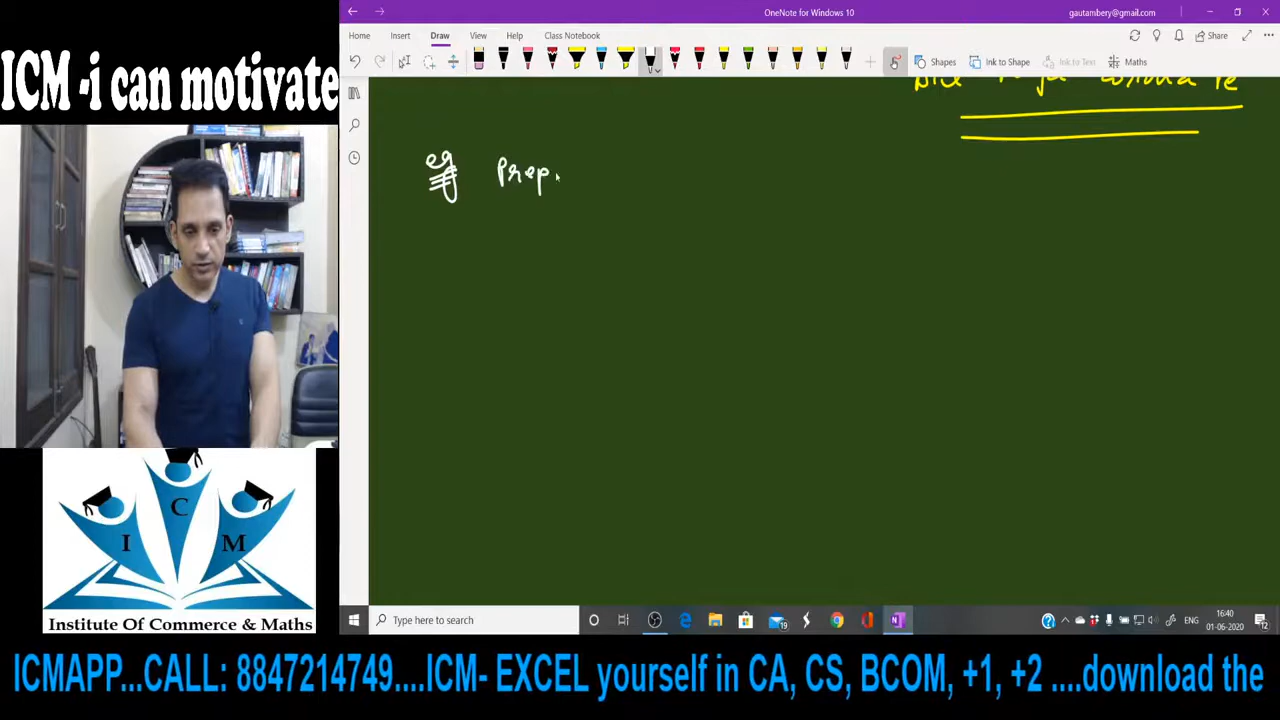 OneNote for Windows 10
gautambery@gmail.com
ICM -i can motivate
Home Insert Draw View Help Class Notebook
Share
Shapes Ink to Shape Ink to Text Maths
eg Prep
I C M
Institute Of Commerce & Maths
Type here to search
19
ENG
16:40
01-06-2020
12
ICMAPP...CALL: 8847214749....ICM- EXCEL yourself in CA, CS, BCOM, +1, +2 ....download the